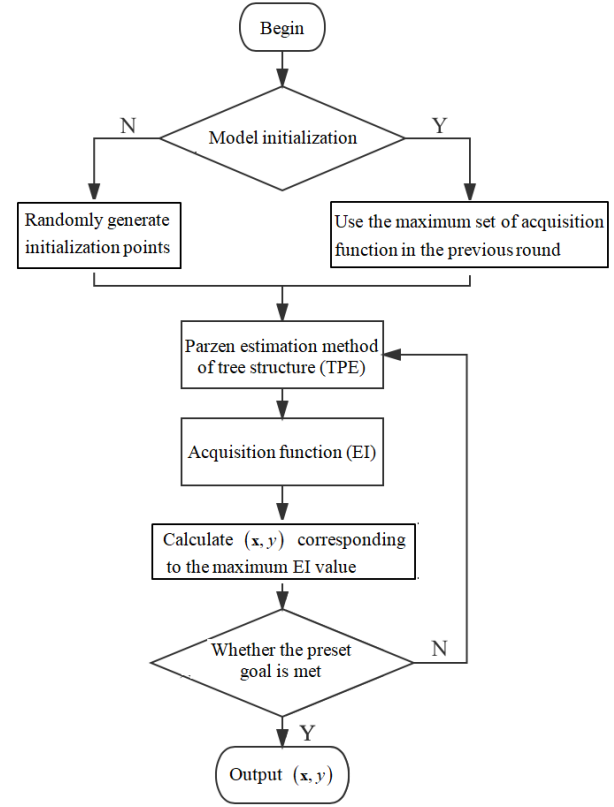 Begin
Model initialization
N
Y
Randomly generate
initialization points
Use the maximum set of acquisition
function in the previous round
Parzen estimation method
of tree structure (TPE)
Acquisition function (EI)
Calculate (x, y) corresponding
to the maximum EI value
Whether the preset
goal is met
N
Y
Output (x, y)